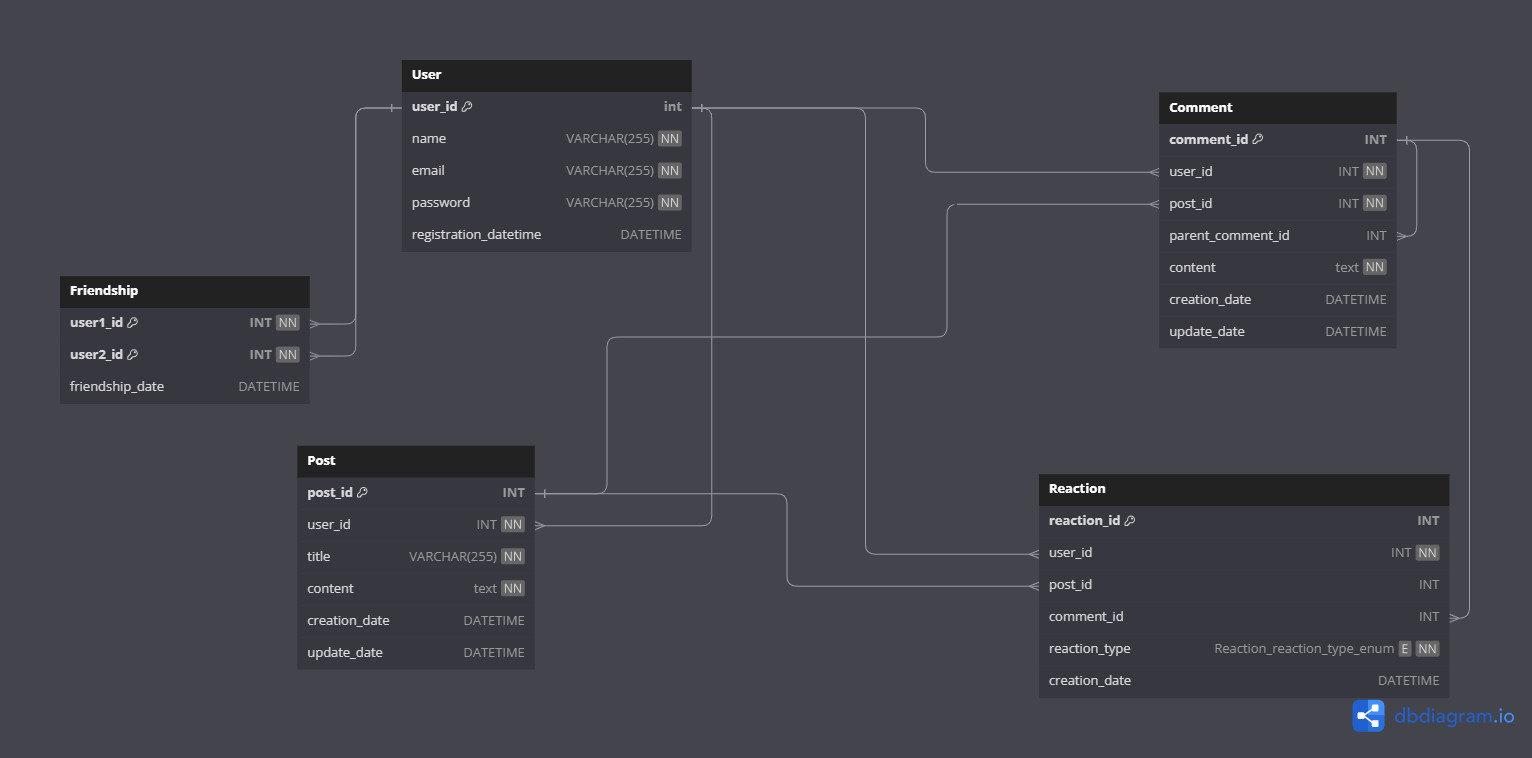 User
user_id int
name VARCHAR(255) NN
email VARCHAR(255) NN
password VARCHAR(255) NN
registration_datetime DATETIME
Comment
comment_id INT
user_id INT NN
post_id INT NN
parent_comment_id INT
content text NN
creation_date DATETIME
update_date DATETIME
Friendship
user1_id INT NN
user2_id INT NN
friendship_date DATETIME
Post
post_id INT
user_id INT NN
title VARCHAR(255) NN
content text NN
creation_date DATETIME
update_date DATETIME
Reaction
reaction_id INT
user_id INT NN
post_id INT
comment_id INT
reaction_type Reaction_reaction_type_enum E NN
creation_date DATETIME
dbdiagram.io